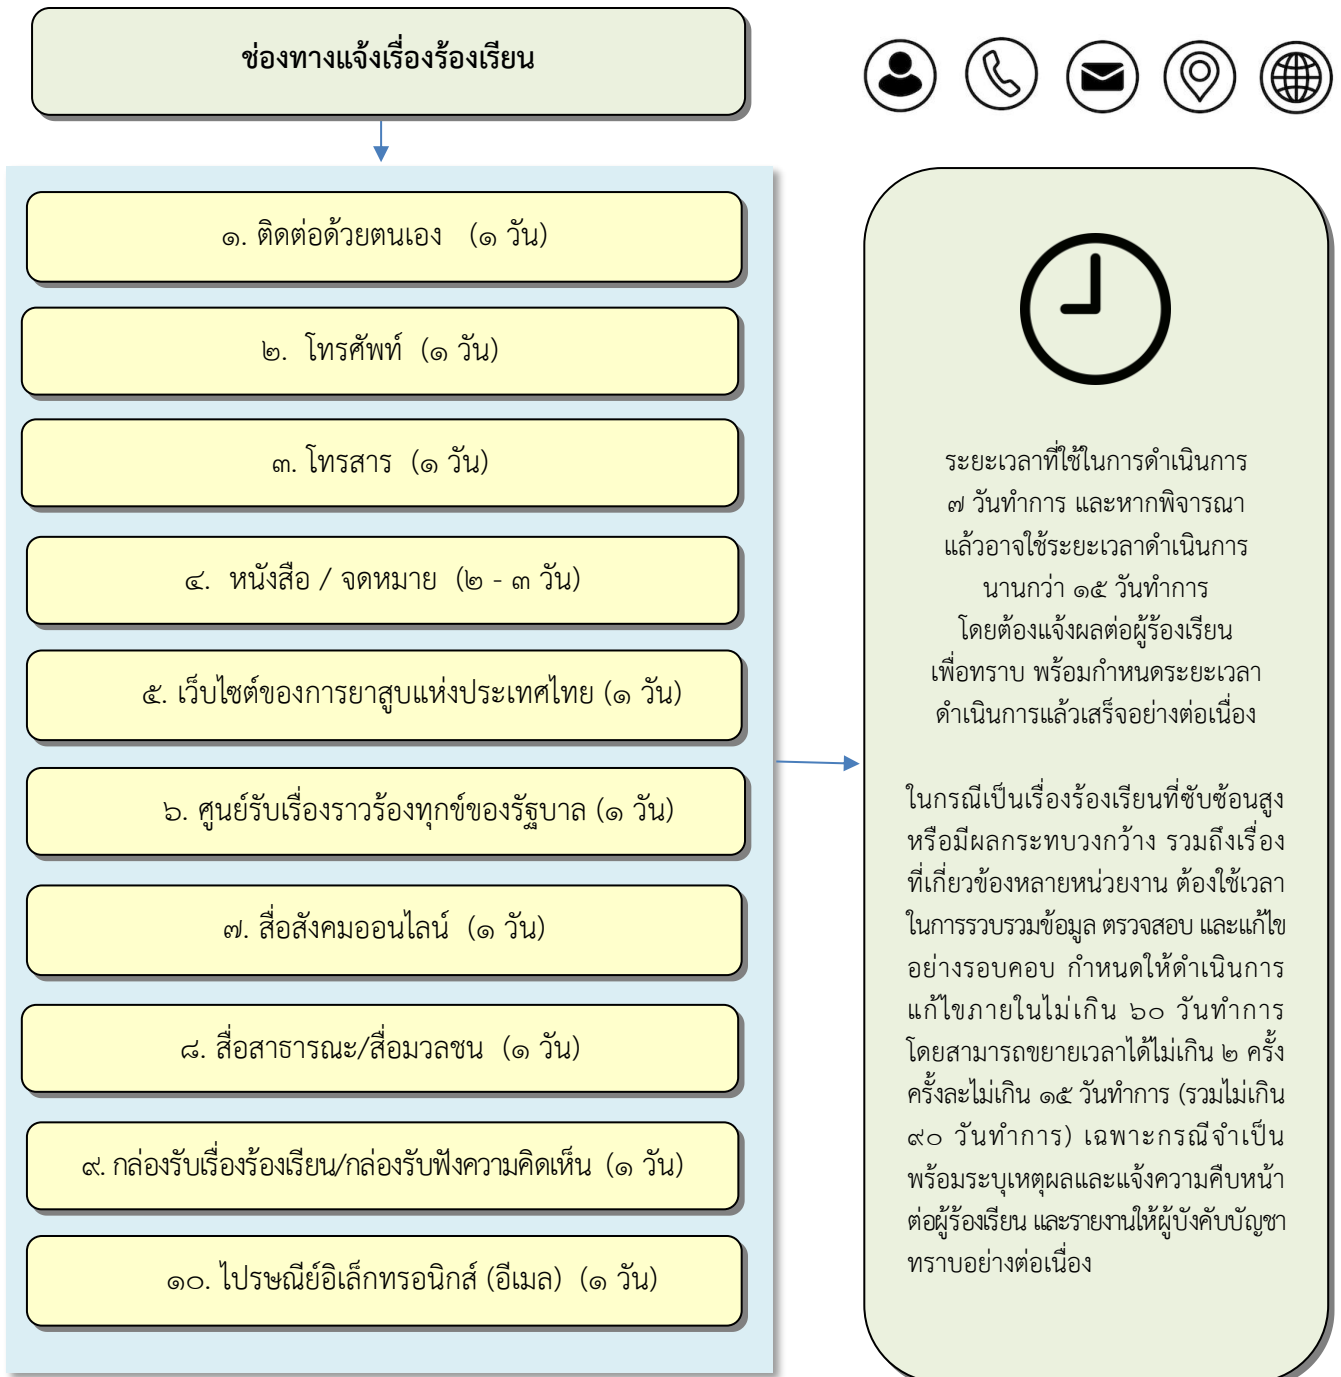 ช่องทางแจ้งเรื่องร้องเรียน
๑. ติดต่อด้วยตนเอง (๑ วัน)
๒. โทรศัพท์ (๑ วัน)
๓. โทรสาร (๑ วัน)
๔. หนังสือ / จดหมาย (๒ - ๓ วัน)
๕. เว็บไซต์ของการยาสูบแห่งประเทศไทย (๑ วัน)
๖. ศูนย์รับเรื่องราวร้องทุกข์ของรัฐบาล (๑ วัน)
๗. สื่อสังคมออนไลน์ (๑ วัน)
๘. สื่อสาธารณะ/สื่อมวลชน (๑ วัน)
๙. กล่องรับเรื่องร้องเรียน/กล่องรับฟังความคิดเห็น (๑ วัน)
๑๐. ไปรษณีย์อิเล็กทรอนิกส์ (อีเมล) (๑ วัน)
ระยะเวลาที่ใช้ในการดำเนินการ
๗ วันทำการ และหากพิจารณา
แล้วอาจใช้ระยะเวลาดำเนินการ
นานกว่า ๑๕ วันทำการ
โดยต้องแจ้งผลต่อผู้ร้องเรียน
เพื่อทราบ พร้อมกำหนดระยะเวลา
ดำเนินการแล้วเสร็จอย่างต่อเนื่อง
ในกรณีเป็นเรื่องร้องเรียนที่ซับซ้อนสูง
หรือมีผลกระทบวงกว้าง รวมถึงเรื่อง
ที่เกี่ยวข้องหลายหน่วยงาน ต้องใช้เวลา
ในการรวบรวมข้อมูล ตรวจสอบ และแก้ไข
อย่างรอบคอบ กำหนดให้ดำเนินการ
แก้ไขภายในไม่เกิน ๖๐ วันทำการ
โดยสามารถขยายเวลาได้ไม่เกิน ๒ ครั้ง
ครั้งละไม่เกิน ๑๕ วันทำการ (รวมไม่เกิน
๙๐ วันทำการ) เฉพาะกรณีจำเป็น
พร้อมระบุเหตุผลและแจ้งความคืบหน้า
ต่อผู้ร้องเรียน และรายงานให้ผู้บังคับบัญชา
ทราบอย่างต่อเนื่อง